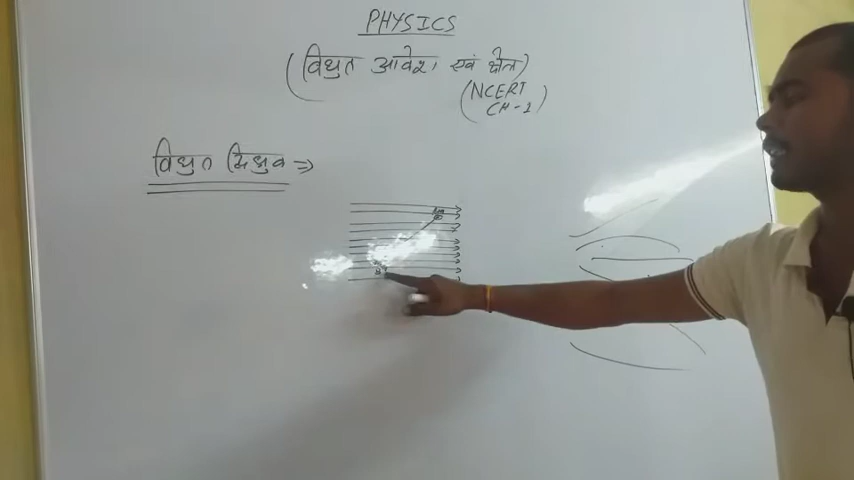 PHYSICS
(विधुत आवेश एवं क्षेत्र)
(NCERT
CH-1)
विधुत द्विध्रुव ⇒